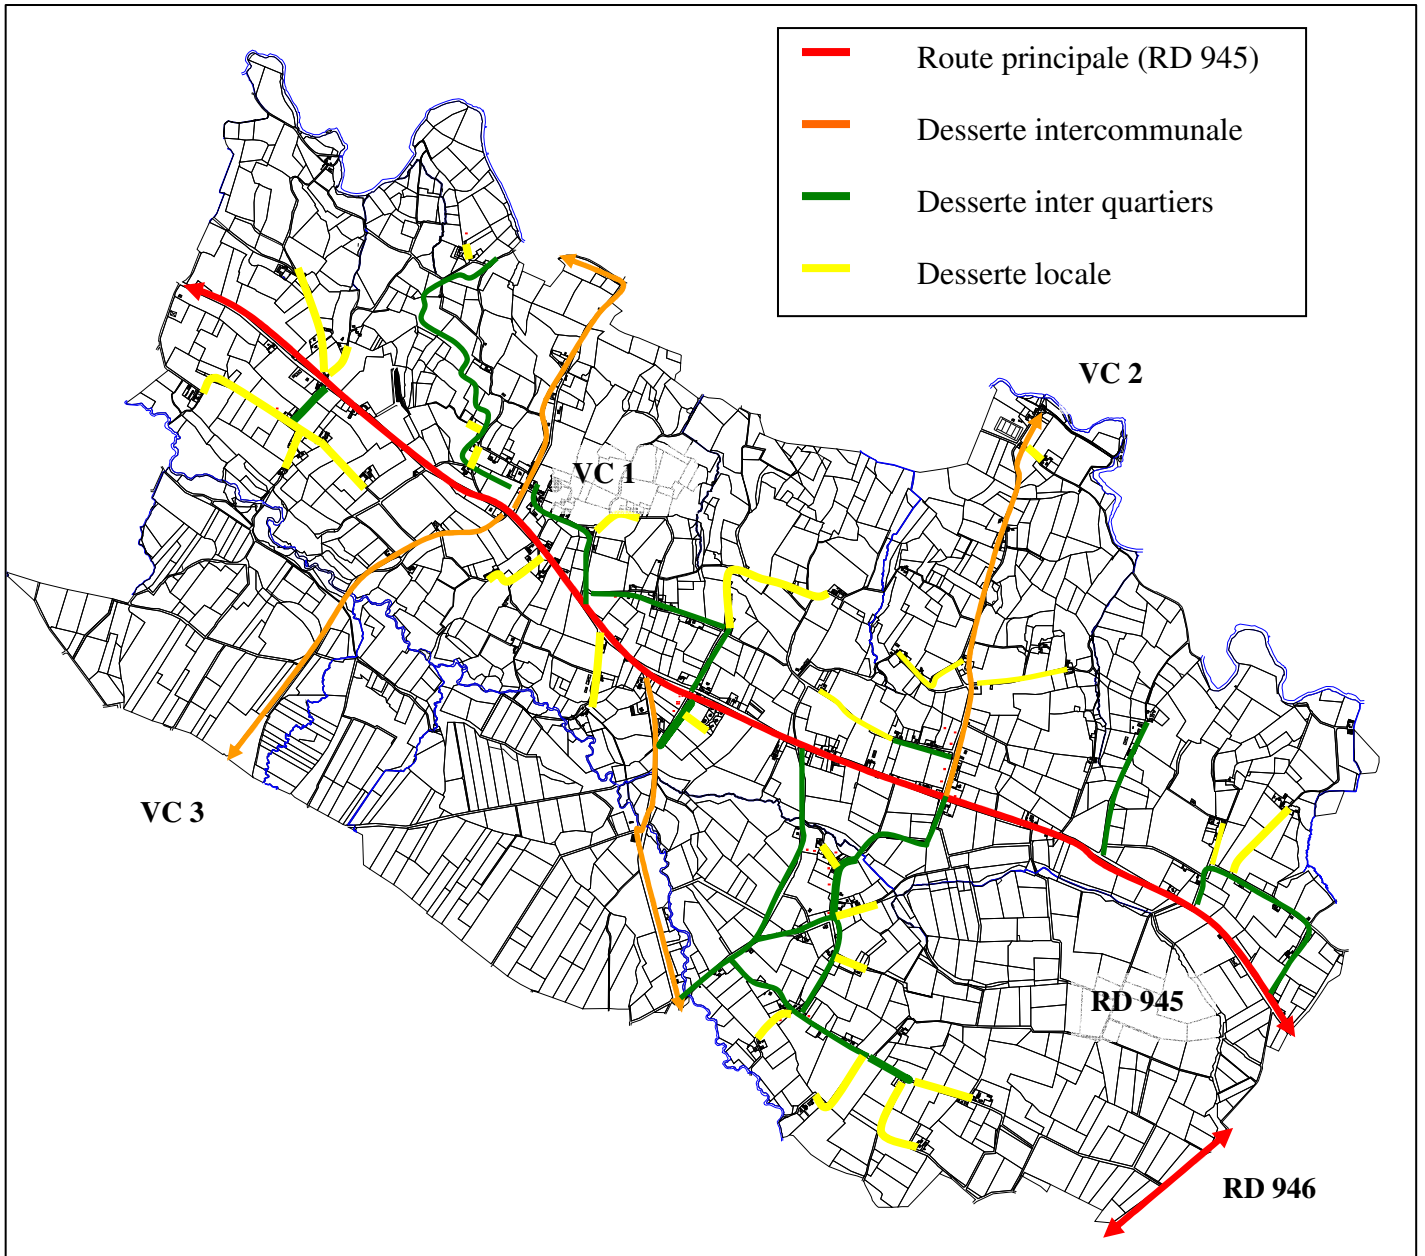 Route principale (RD 945)
Desserte intercommunale
Desserte inter quartiers
Desserte locale
VC 2
VC 1
VC 3
RD 945
RD 946